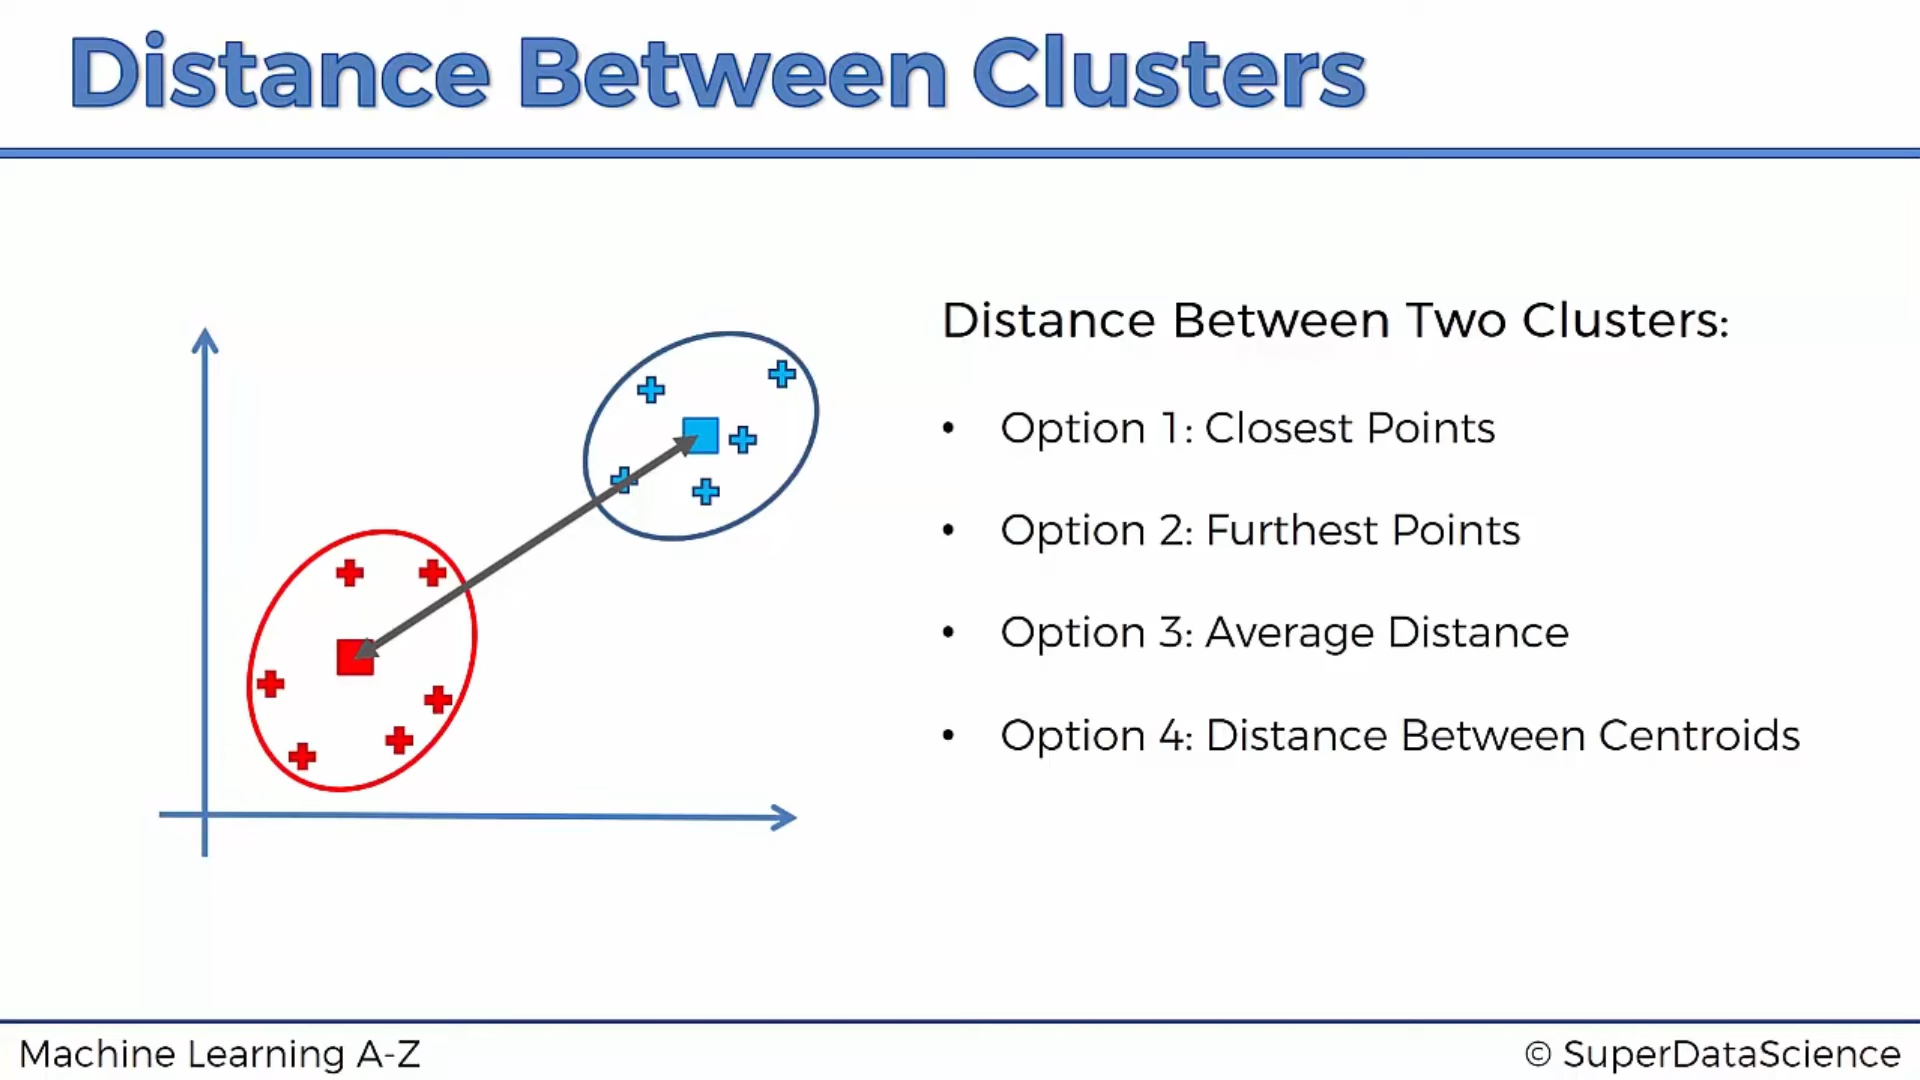 Distance Between Clusters
Distance Between Two Clusters:
• Option 1: Closest Points
• Option 2: Furthest Points
• Option 3: Average Distance
• Option 4: Distance Between Centroids
Machine Learning A-Z
© SuperDataScience